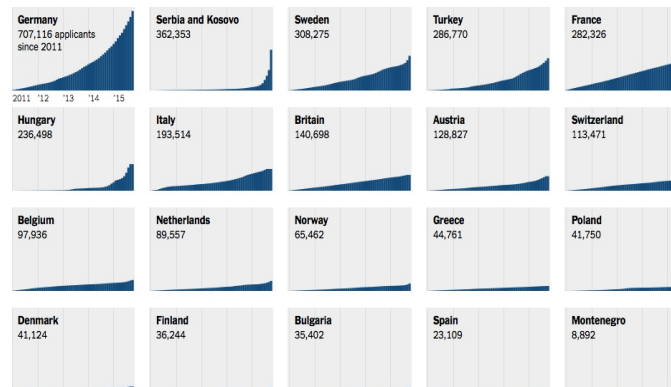 Germany
707,116 applicants
since 2011
2011 '12 '13 '14 '15
Serbia and Kosovo
362,353
Sweden
308,275
Turkey
286,770
France
282,326
Hungary
236,498
Italy
193,514
Britain
140,698
Austria
128,827
Switzerland
113,471
Belgium
97,936
Netherlands
89,557
Norway
65,462
Greece
44,761
Poland
41,750
Denmark
41,124
Finland
36,244
Bulgaria
35,402
Spain
23,109
Montenegro
8,892